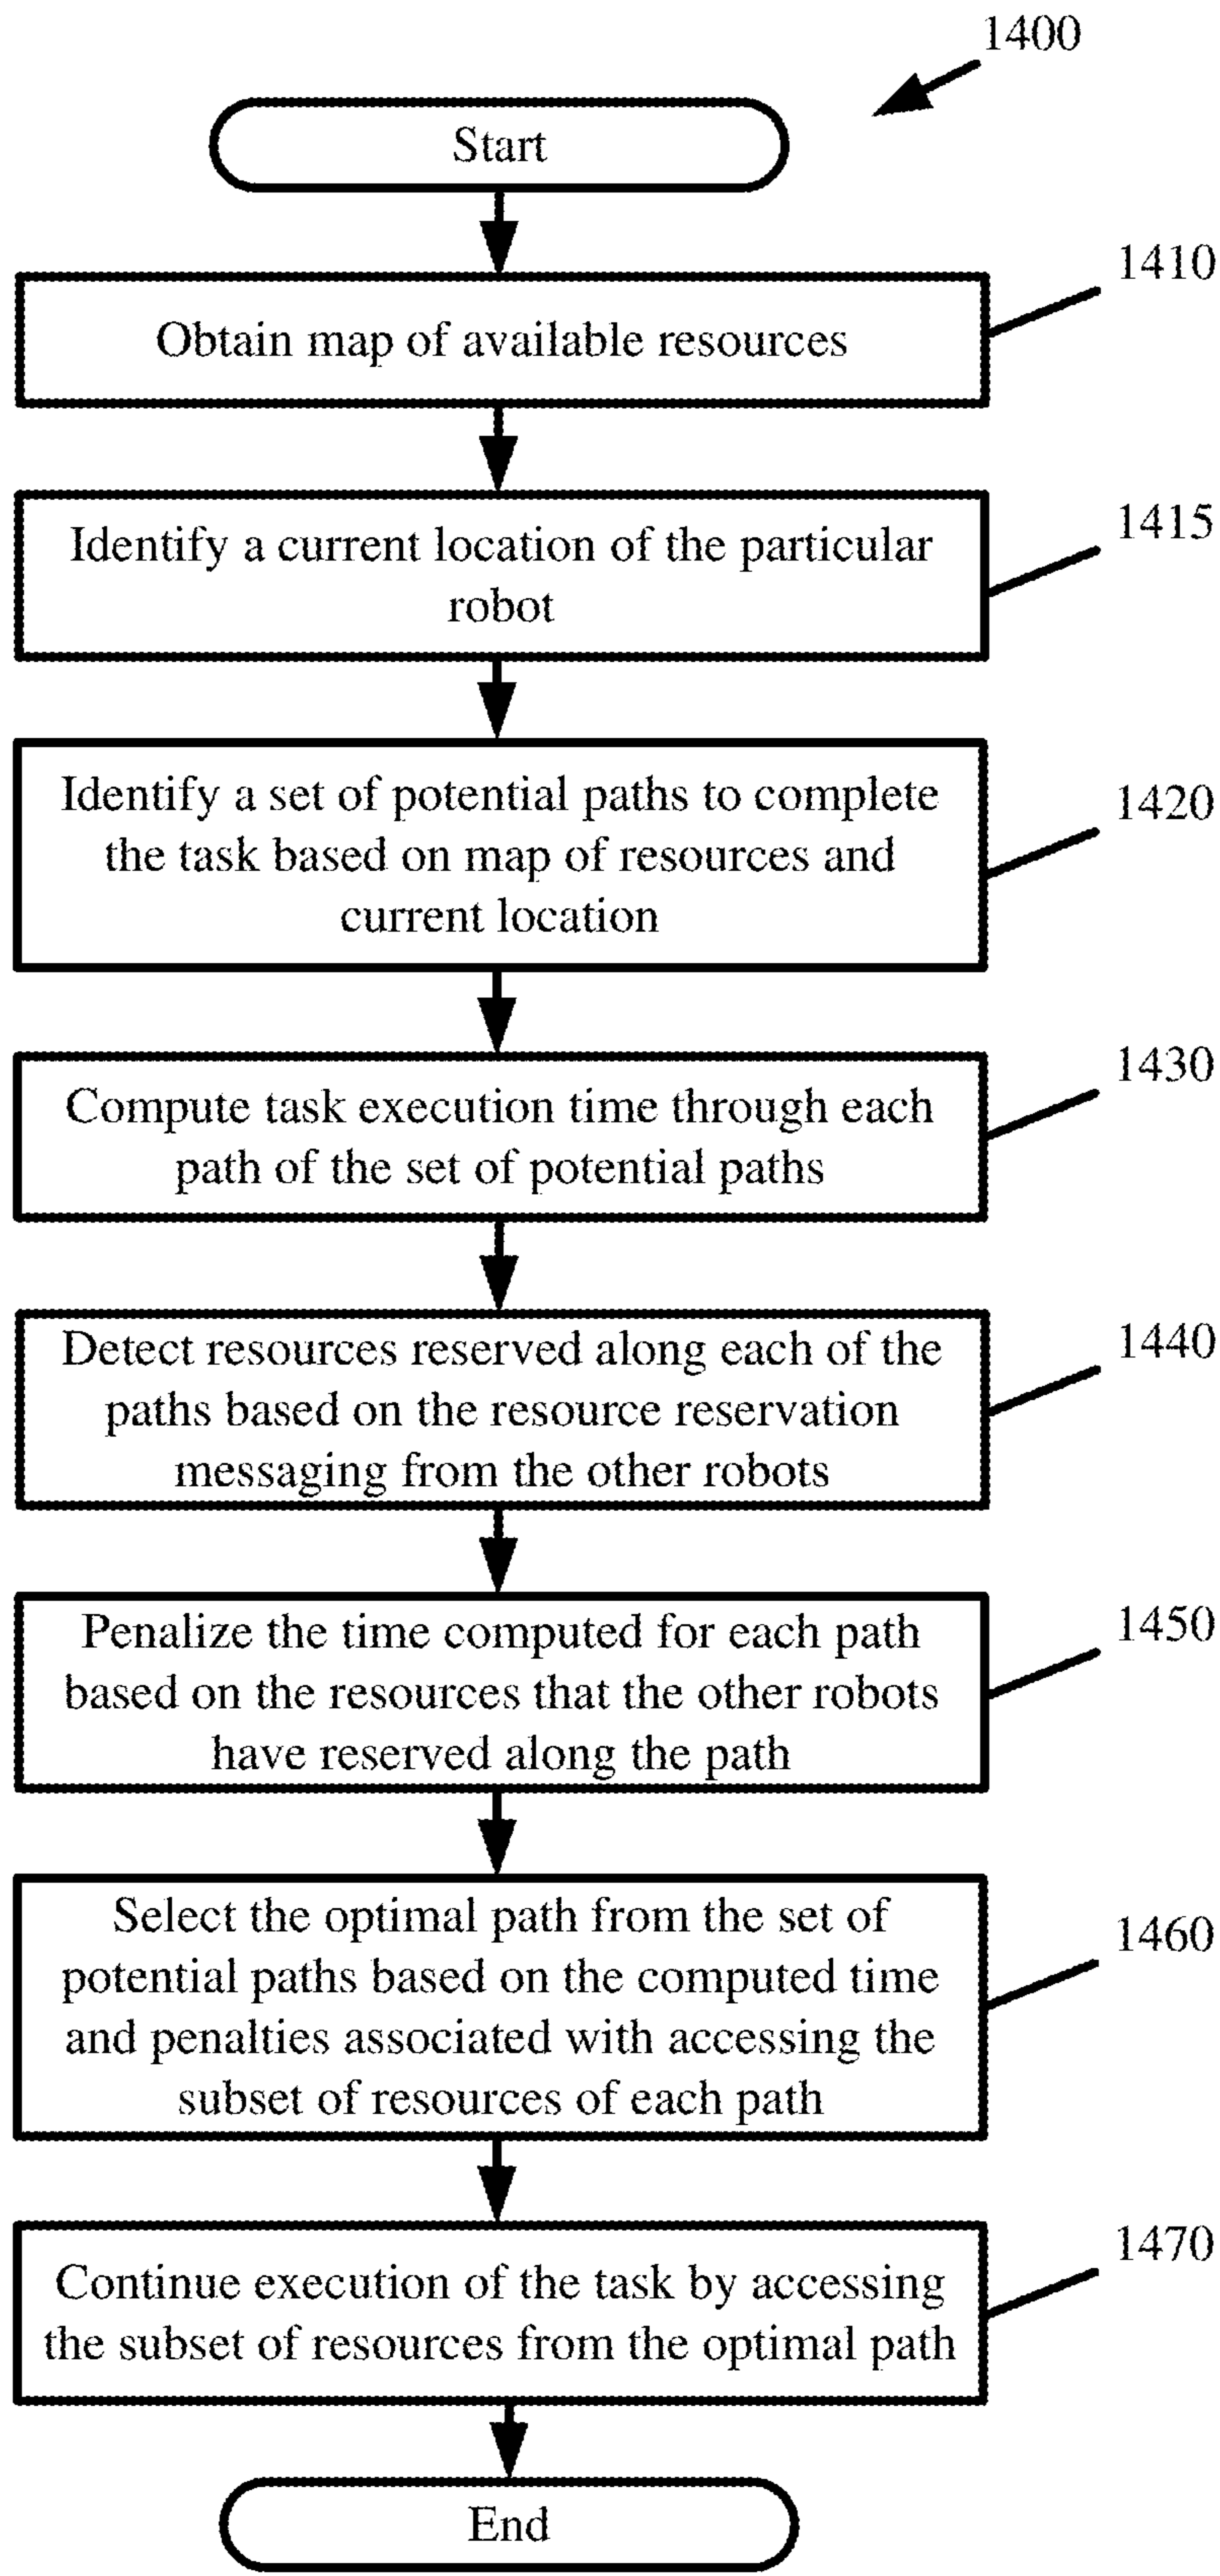 1400
Start
1410
Obtain map of available resources
1415
Identify a current location of the particular
robot
1420
Identify a set of potential paths to complete
the task based on map of resources and
current location
1430
Compute task execution time through each
path of the set of potential paths
1440
Detect resources reserved along each of the
paths based on the resource reservation
messaging from the other robots
1450
Penalize the time computed for each path
based on the resources that the other robots
have reserved along the path
1460
Select the optimal path from the set of
potential paths based on the computed time
and penalties associated with accessing the
subset of resources of each path
1470
Continue execution of the task by accessing
the subset of resources from the optimal path
End